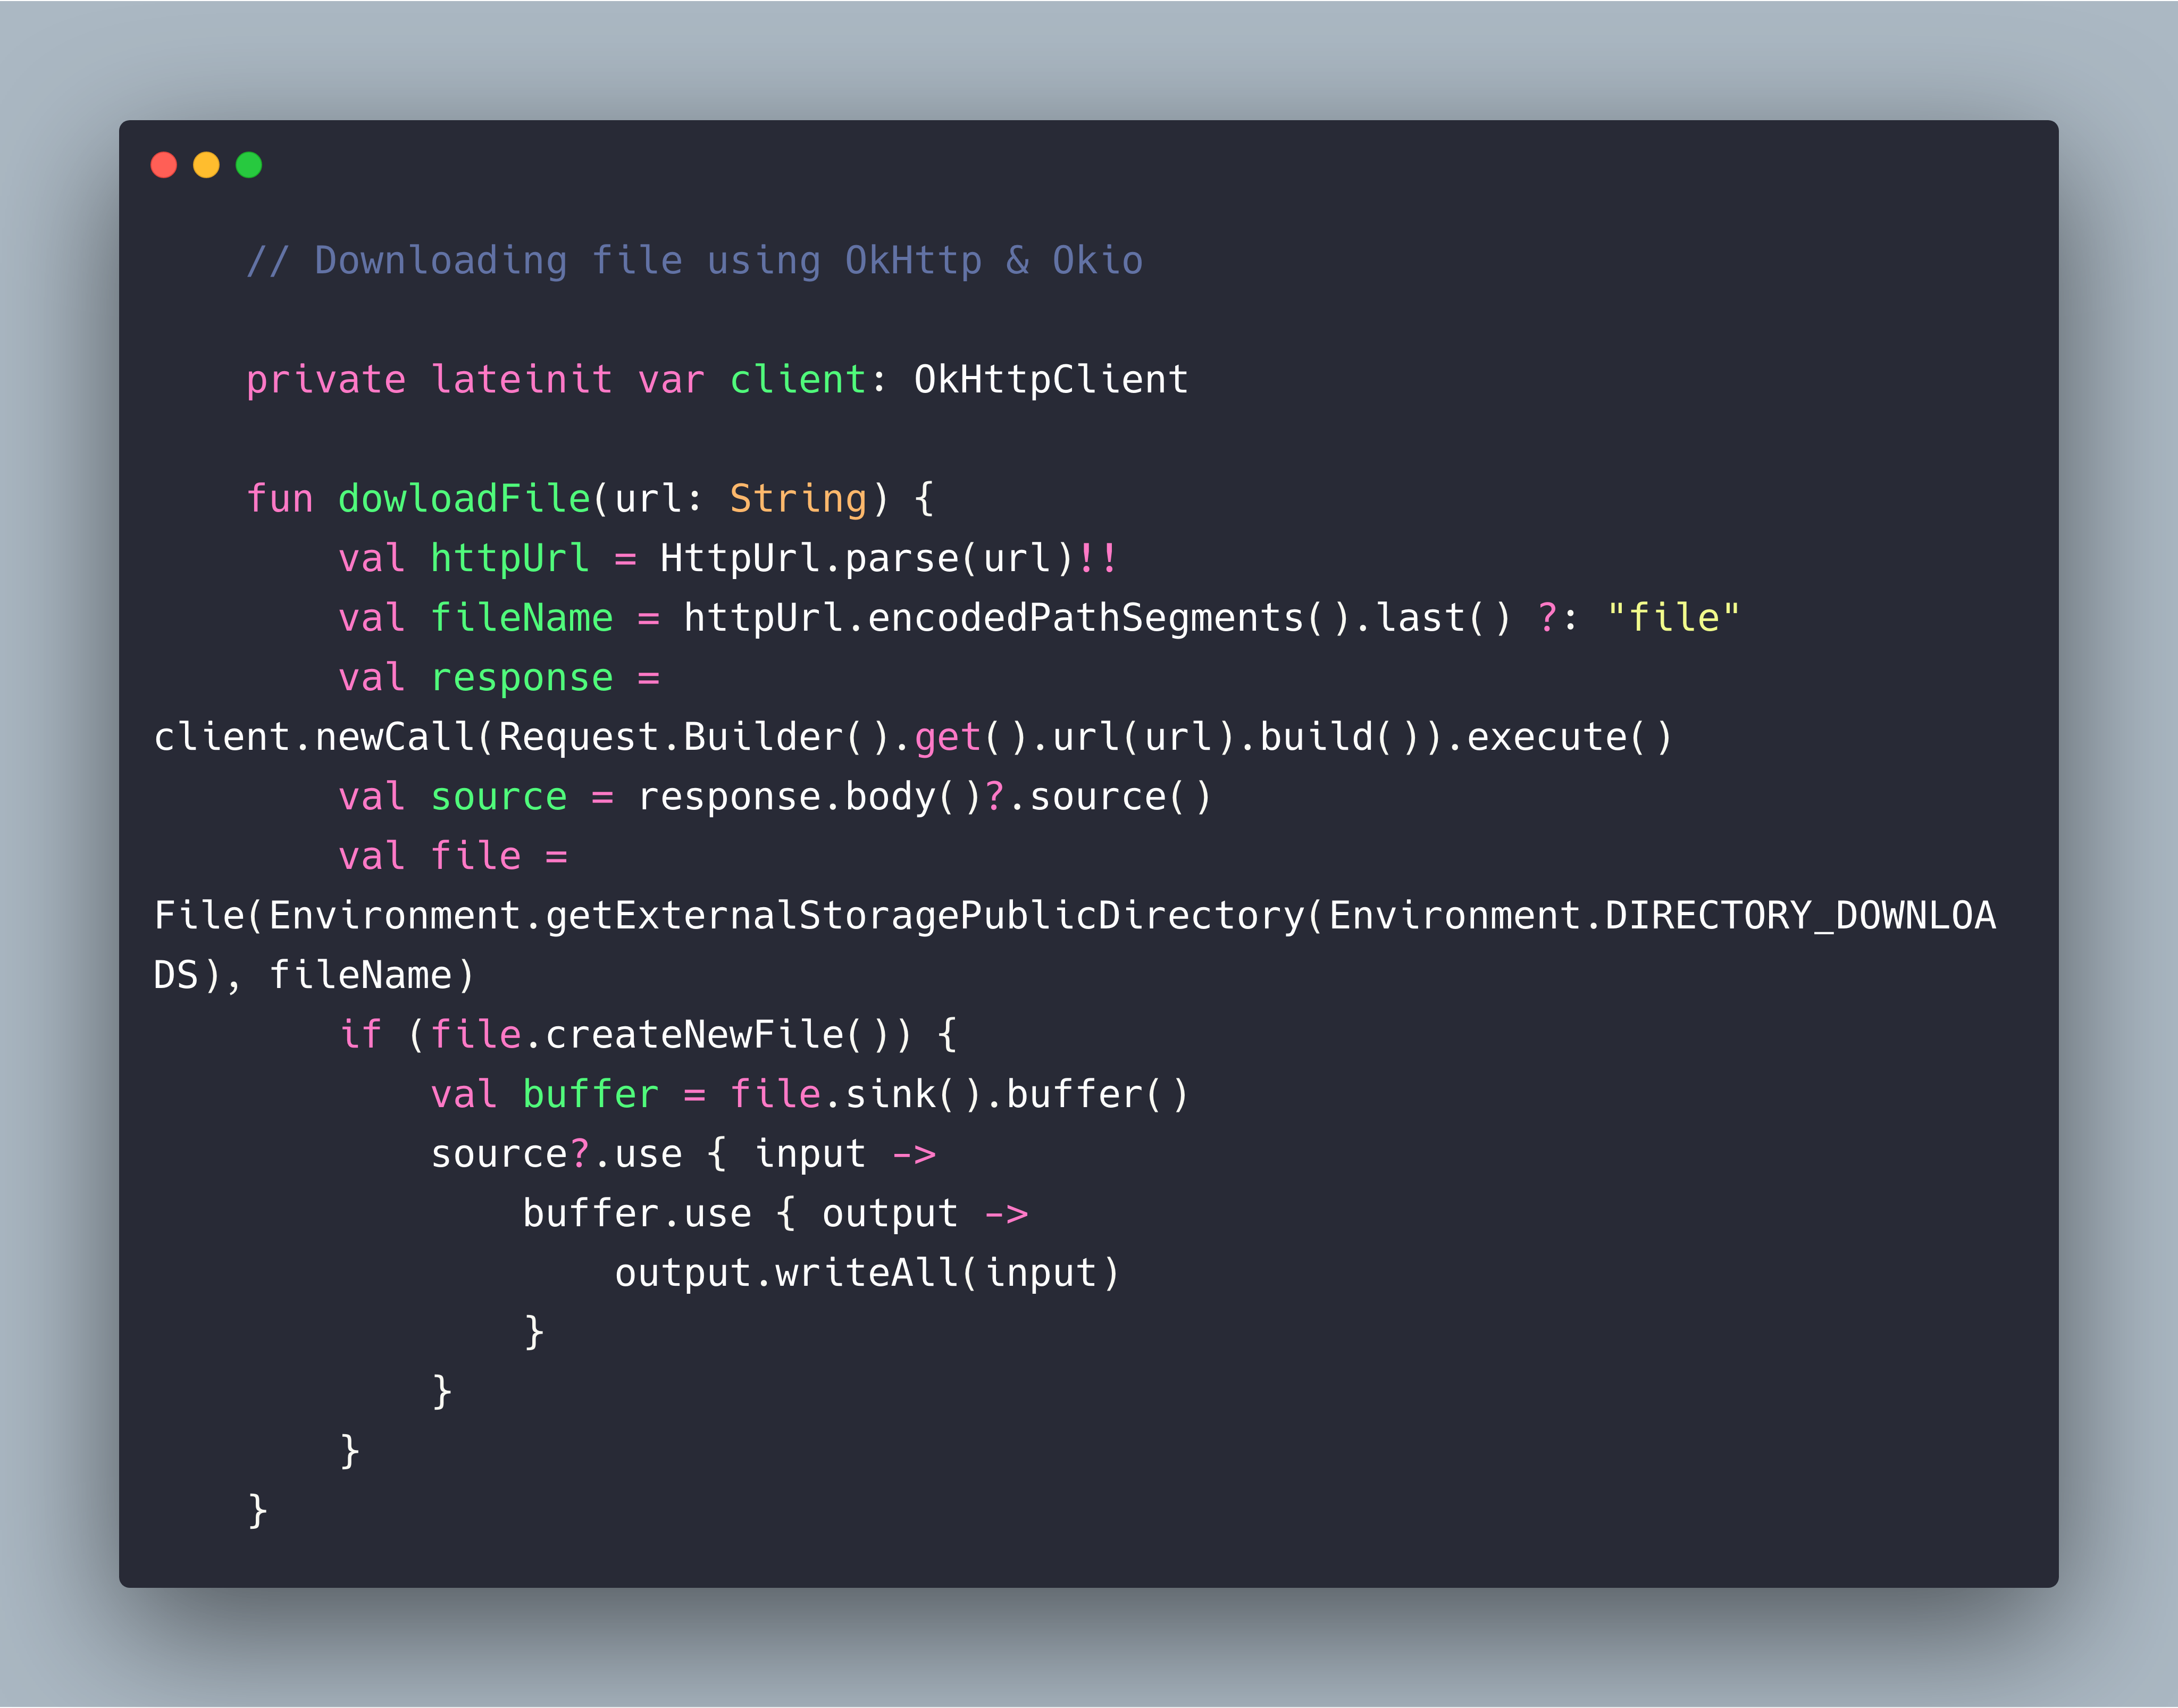 // Downloading file using OkHttp & Okio
private lateinit var client: OkHttpClient
fun dowloadFile(url: String) {
val httpUrl = HttpUrl.parse(url)!!
val fileName = httpUrl.encodedPathSegments().last() ?: "file"
val response =
client.newCall(Request.Builder().get().url(url).build()).execute()
val source = response.body()?.source()
val file =
File(Environment.getExternalStoragePublicDirectory(Environment.DIRECTORY_DOWNLOA
DS), fileName)
if (file.createNewFile()) {
val buffer = file.sink().buffer()
source?.use { input ->
buffer.use { output ->
output.writeAll(input)
}
}
}
}